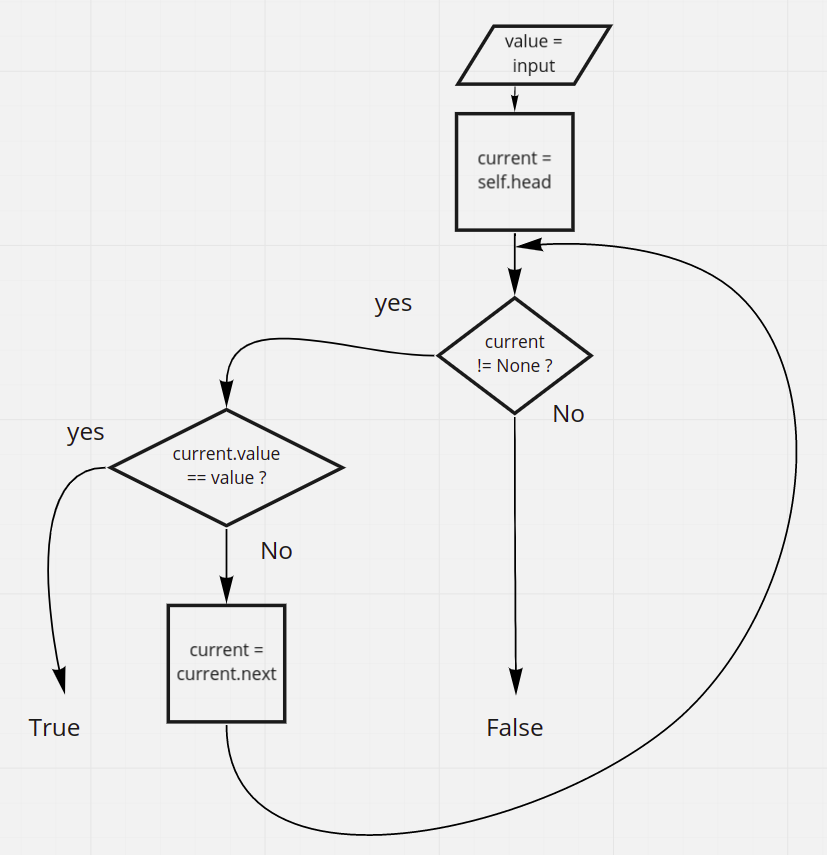 value =
input
current =
self.head
yes
current
!= None ?
No
yes
current.value
== value ?
No
current =
current.next
True
False